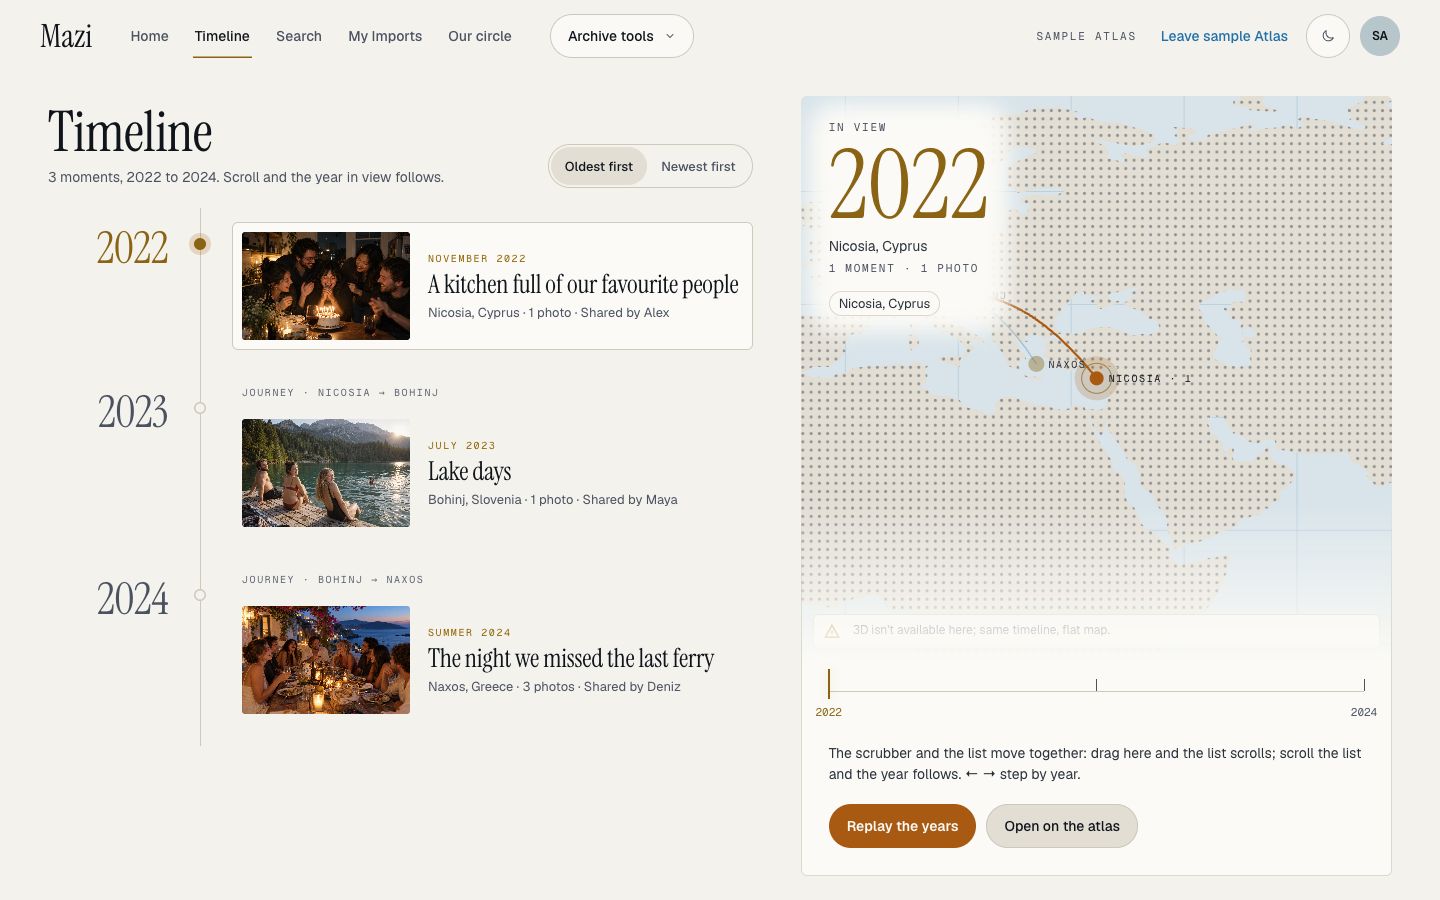 Mazi
Home
Timeline
Search
My Imports
Our circle
Archive tools
SAMPLE ATLAS
Leave sample Atlas
SA
Timeline
3 moments, 2022 to 2024. Scroll and the year in view follows.
Oldest first
Newest first
2022
NOVEMBER 2022
A kitchen full of our favourite people
Nicosia, Cyprus · 1 photo · Shared by Alex
2023
JOURNEY · NICOSIA → BOHINJ
JULY 2023
Lake days
Bohinj, Slovenia · 1 photo · Shared by Maya
2024
JOURNEY · BOHINJ → NAXOS
SUMMER 2024
The night we missed the last ferry
Naxos, Greece · 3 photos · Shared by Deniz
IN VIEW
2022
Nicosia, Cyprus
1 MOMENT · 1 PHOTO
Nicosia, Cyprus
NAXOS
NICOSIA · 1
3D isn't available here; same timeline, flat map.
2022
2024
The scrubber and the list move together: drag here and the list scrolls; scroll the list
and the year follows. ← → step by year.
Replay the years
Open on the atlas